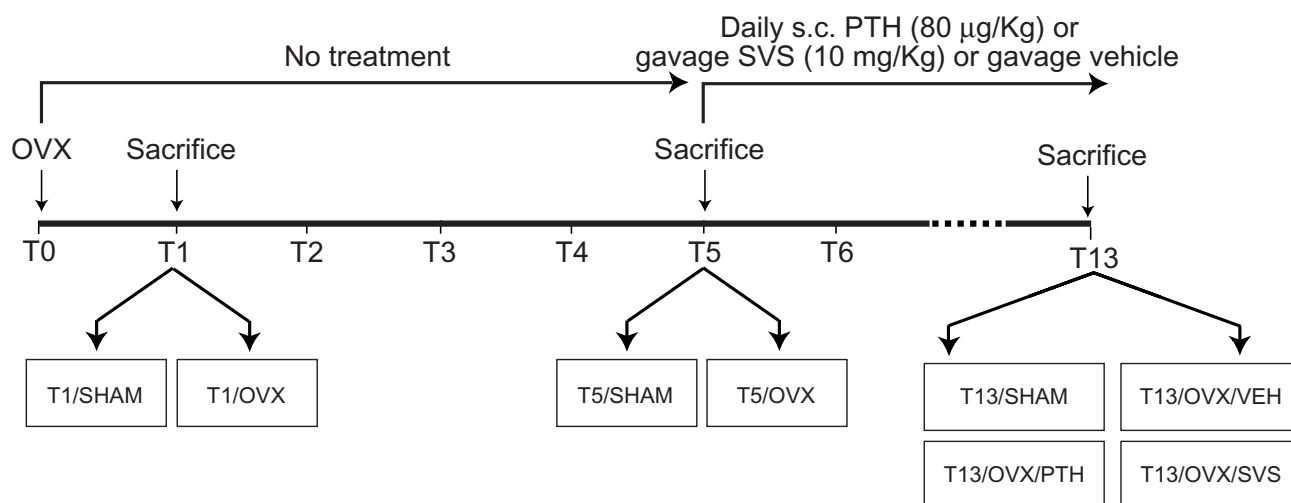 Daily s.c. PTH (80 μg/Kg) or
No treatment
gavage SVS (10 mg/Kg) or gavage vehicle
OVX
Sacrifice
Sacrifice
Sacrifice
T0
T1
T2
T3
T4
T5
T6
T13
T1/SHAM
T1/OVX
T5/SHAM
T5/OVX
T13/SHAM
T13/OVX/VEH
T13/OVX/PTH
T13/OVX/SVS